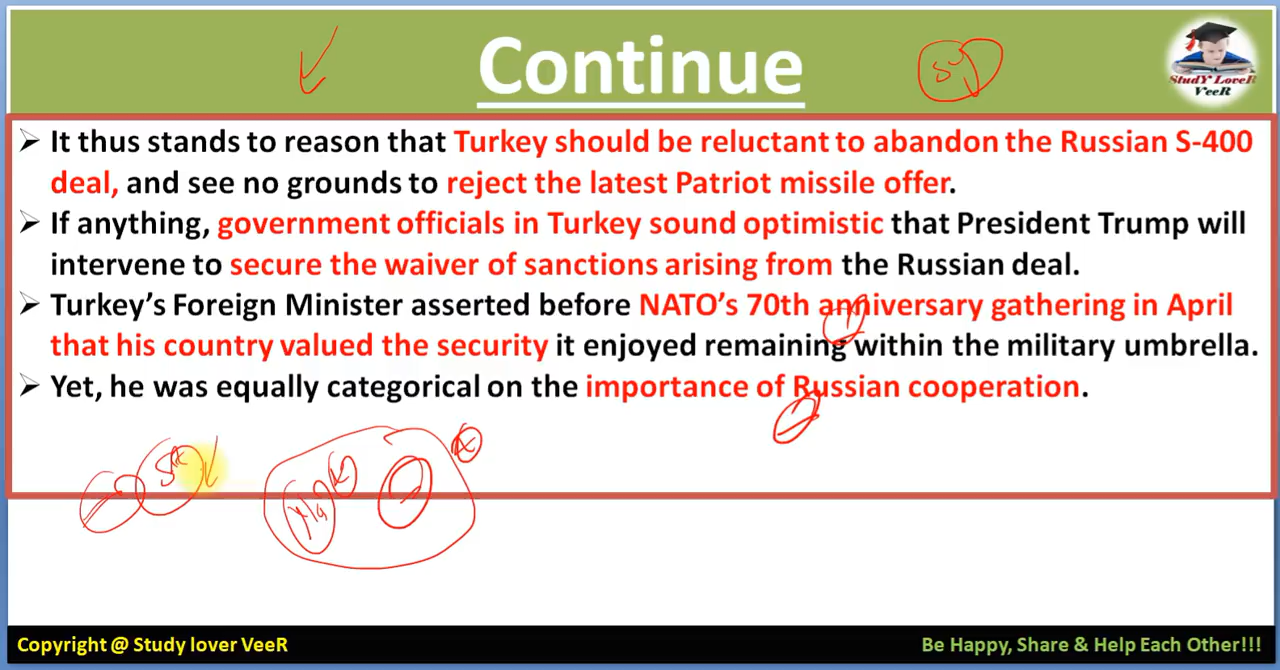 Continue
StudY LoveR
VeeR
➢ It thus stands to reason that Turkey should be reluctant to abandon the Russian S-400
deal, and see no grounds to reject the latest Patriot missile offer.
➢ If anything, government officials in Turkey sound optimistic that President Trump will
intervene to secure the waiver of sanctions arising from the Russian deal.
➢ Turkey’s Foreign Minister asserted before NATO’s 70th anniversary gathering in April
that his country valued the security it enjoyed remaining within the military umbrella.
➢ Yet, he was equally categorical on the importance of Russian cooperation.
Copyright @ Study lover VeeR
Be Happy, Share & Help Each Other!!!